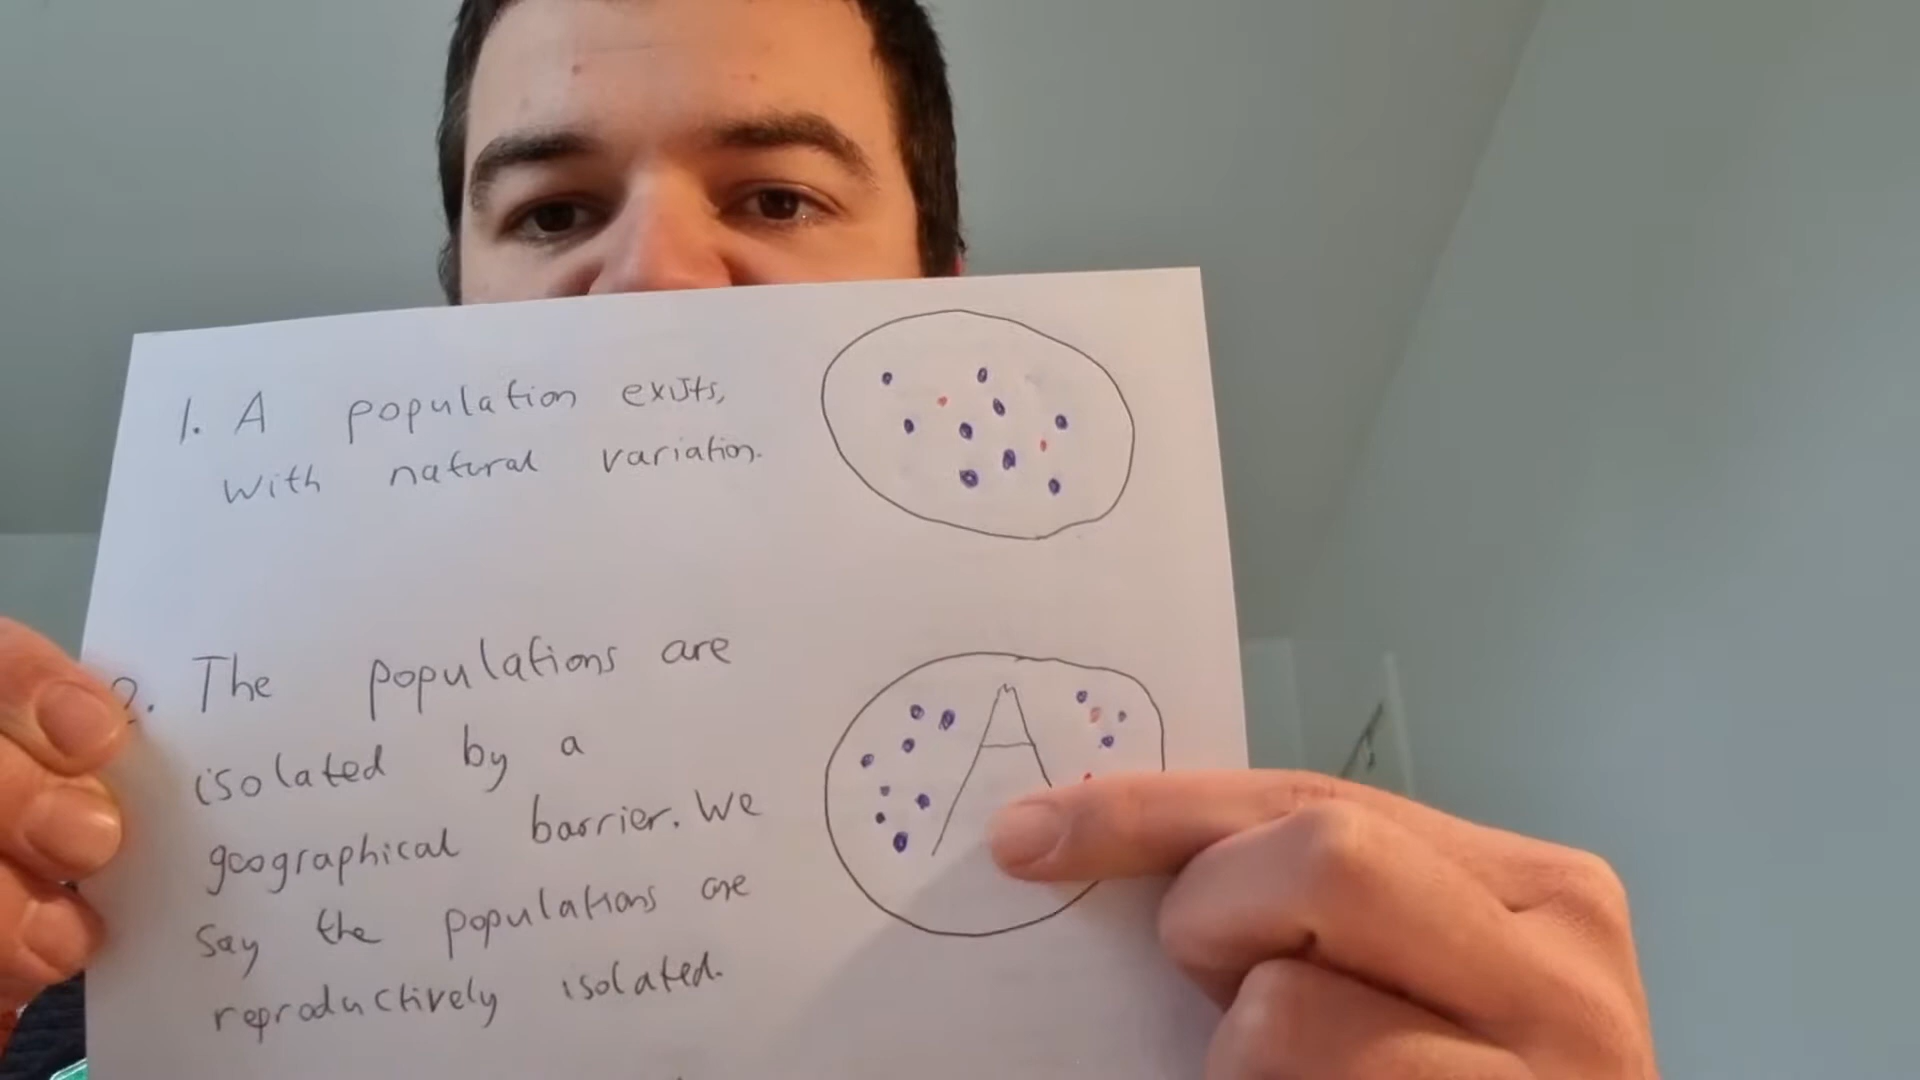 1. A population exists,
with natural variation.
2. The populations are
isolated by a
geographical barrier. We
say the populations are
reproductively isolated.